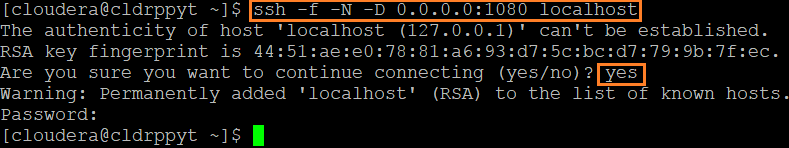 [cloudera@cldrppyt ~]$ ssh -f -N -D 0.0.0.0:1080 localhost
The authenticity of host 'localhost (127.0.0.1)' can't be established.
RSA key fingerprint is 44:51:ae:e0:78:81:a6:93:d7:5c:bc:d7:79:9b:7f:ec.
Are you sure you want to continue connecting (yes/no)? yes
Warning: Permanently added 'localhost' (RSA) to the list of known hosts.
Password:
[cloudera@cldrppyt ~]$